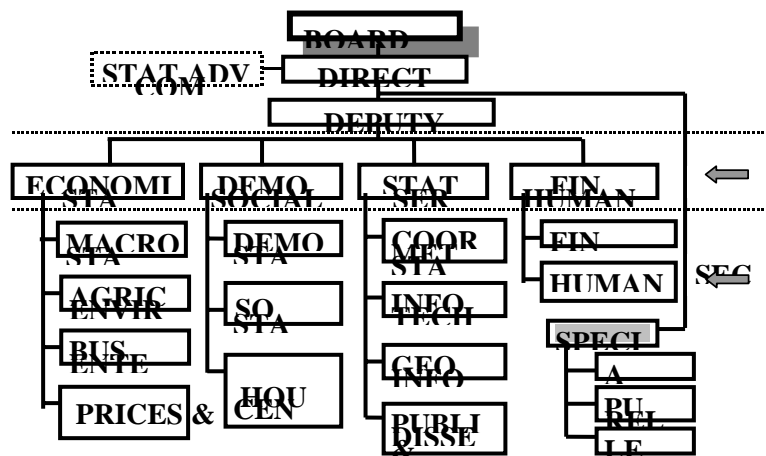 BOARD
STAT ADV
COM
DIRECT
DEPUTY
ECONOMI
STA
DEMO
SOCIAL
STAT
SER
FIN
HUMAN
MACRO
STA
AGRIC
ENVIR
BUS
ENTE
PRICES &
DEMO
STA
SO
STA
HOU
CEN
COOR
MET
STA
INFO
TECH
GEO
INFO
PUBLI
DISSE
&
FIN
HUMAN
SEC
SPECI
A
PU
REL
LE